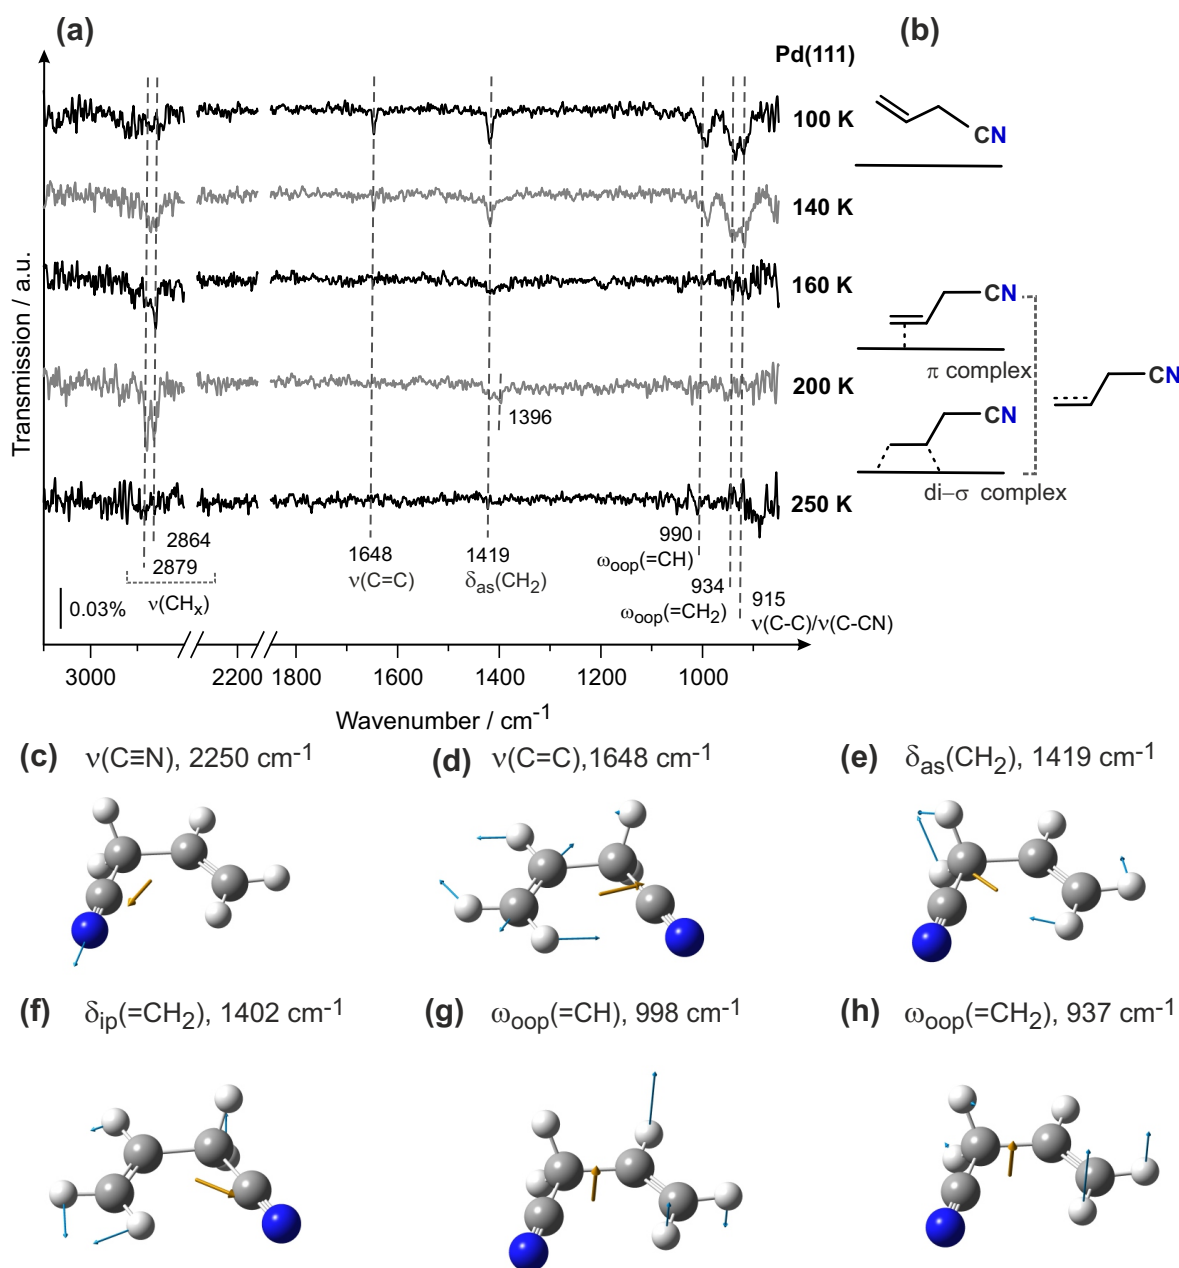 (a)
(b)
Pd(111)
100 K
CN
140 K
160 K
CN
π complex
CN
200 K
1396
CN
di–σ complex
250 K
2864
2879
ν(CHₓ)
1648
ν(C=C)
1419
δas(CH2)
990
ωoop(=CH)
934
ωoop(=CH2)
915
ν(C-C)/ν(C-CN)
0.03%
Transmission / a.u.
3000 2200 1800 1600 1400 1200 1000
Wavenumber / cm-1
(c) ν(C≡N), 2250 cm-1
(d) ν(C=C),1648 cm-1
(e) δas(CH2), 1419 cm-1
(f) δip(=CH2), 1402 cm-1
(g) ωoop(=CH), 998 cm-1
(h) ωoop(=CH2), 937 cm-1